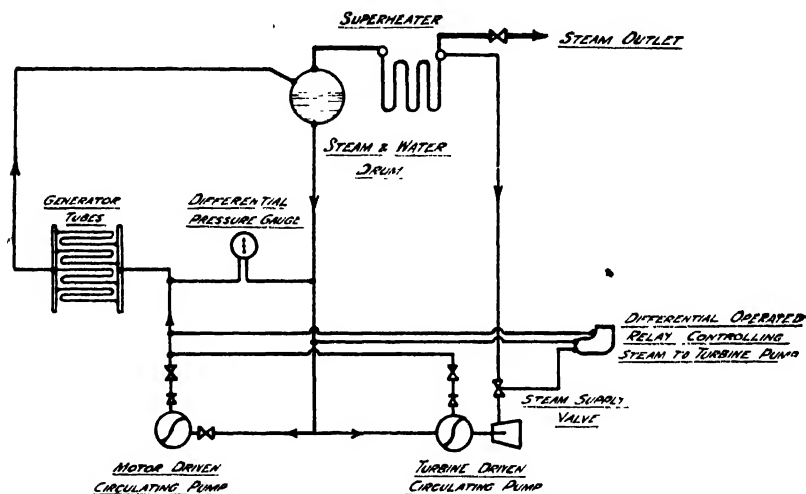 SUPERHEATER
STEAM OUTLET
STEAM & WATER
DRUM
GENERATOR
TUBES
DIFFERENTIAL
PRESSURE GAUGE
DIFFERENTIAL OPERATED
RELAY CONTROLLING
STEAM TO TURBINE PUMP
STEAM SUPPLY
VALVE
MOTOR DRIVEN
CIRCULATING PUMP
TURBINE DRIVEN
CIRCULATING PUMP